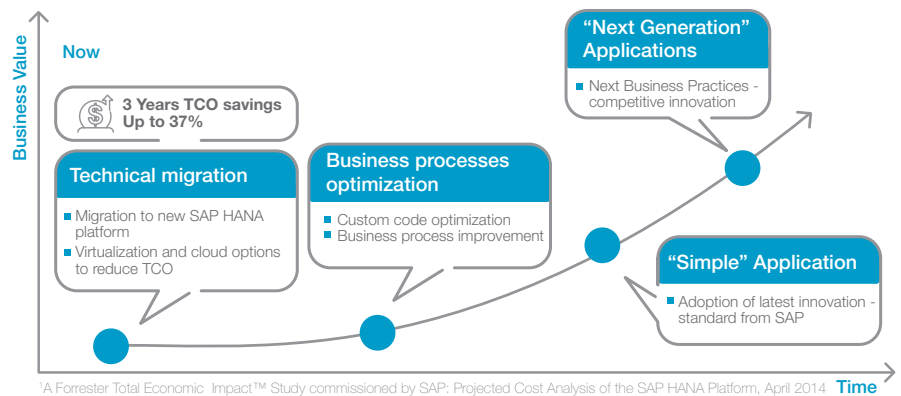 Business Value
Now
3 Years TCO savings
Up to 37%
Technical migration
Migration to new SAP HANA
platform
Virtualization and cloud options
to reduce TCO
Business processes
optimization
Custom code optimization
Business process improvement
“Next Generation”
Applications
Next Business Practices -
competitive innovation
“Simple” Application
Adoption of latest innovation -
standard from SAP
¹A Forrester Total Economic Impact™ Study commissioned by SAP: Projected Cost Analysis of the SAP HANA Platform, April 2014
Time